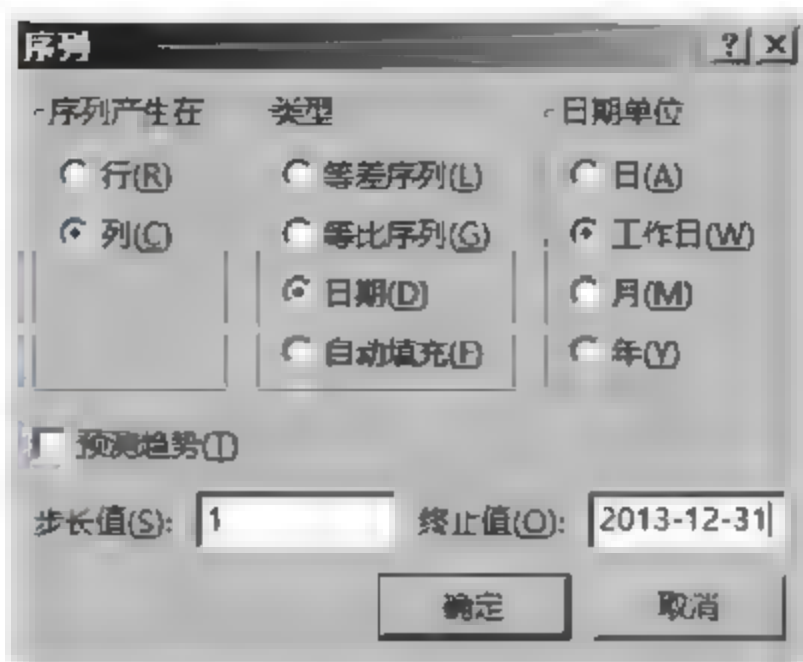 序列 ? ×
序列产生在 类型 日期单位
行(R) 等差序列(L) 日(A)
列(C) 等比序列(G) 工作日(W)
日期(D) 月(M)
自动填充(F) 年(Y)
预测趋势(T)
步长值(S): 1 终止值(O): 2013-12-31
确定 取消